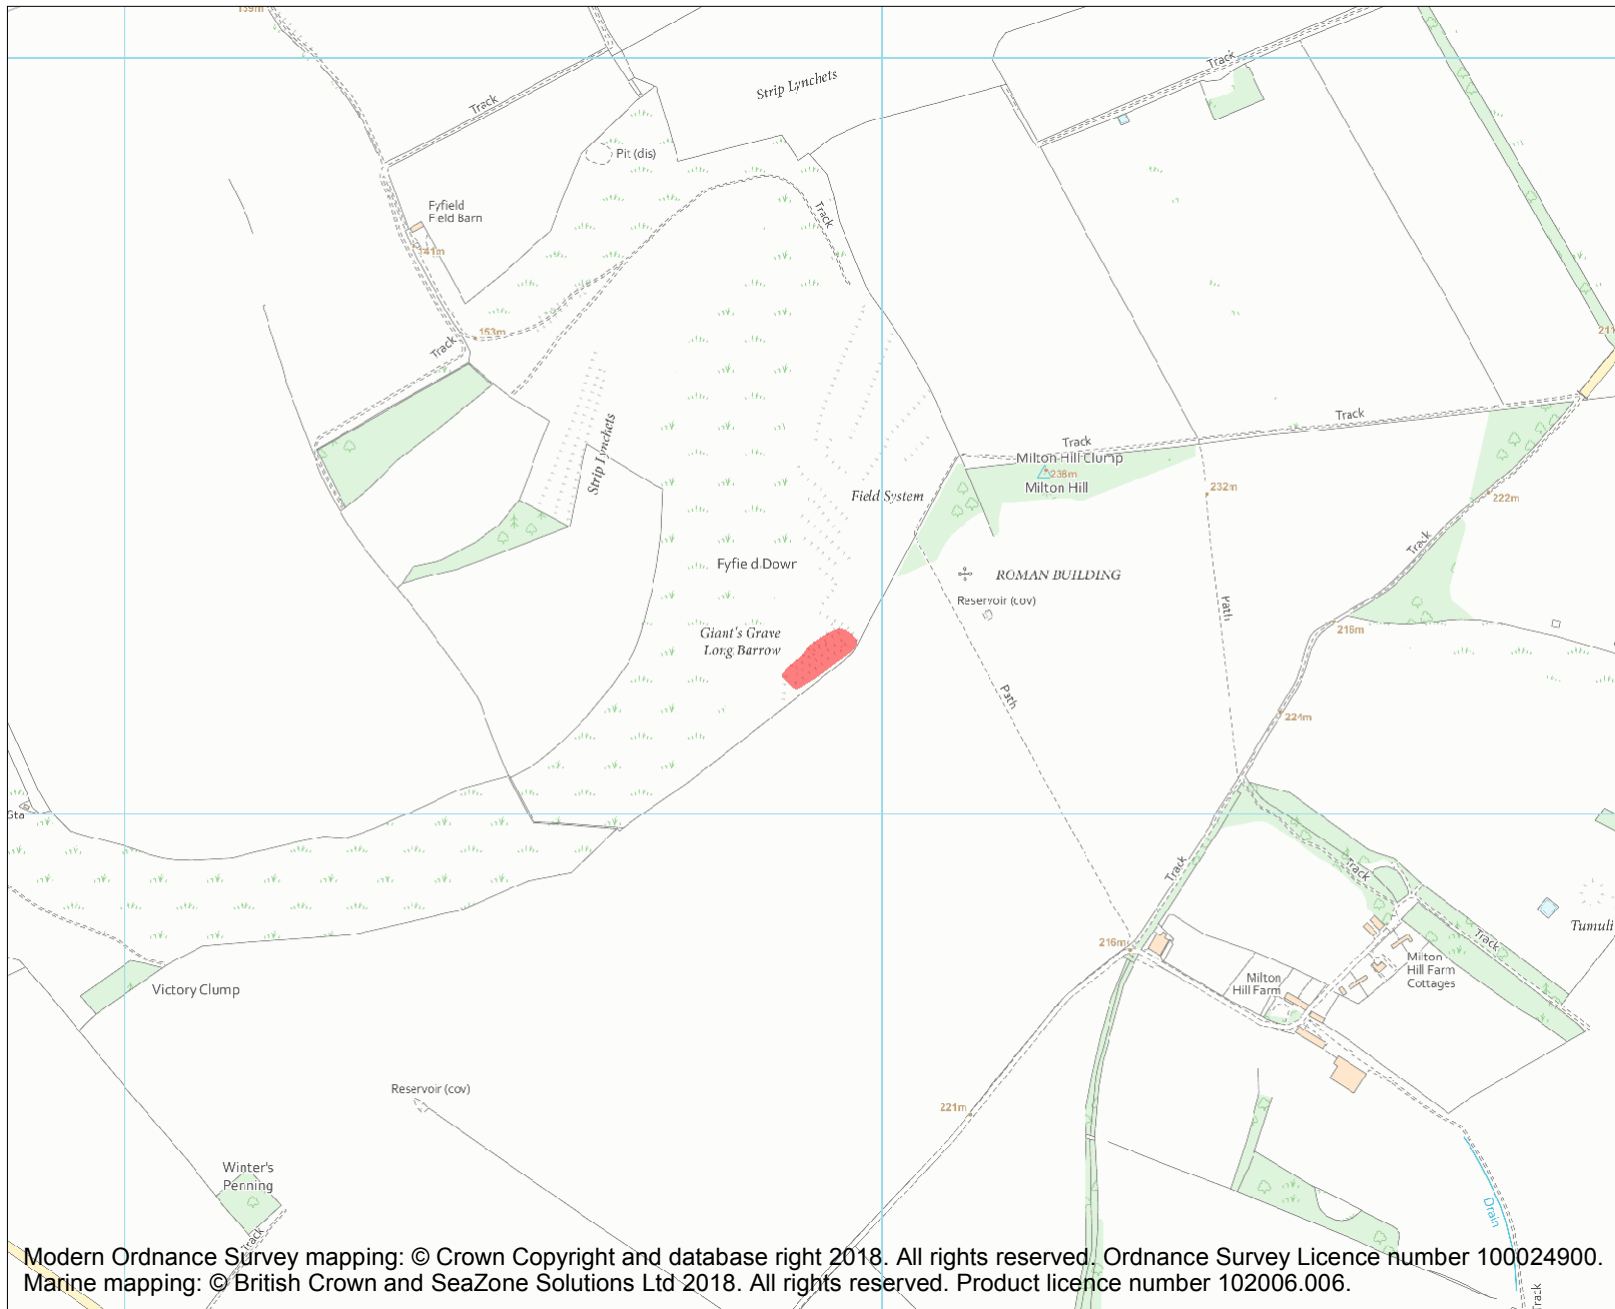 139m
Track
Strip Lynchets
Track
Pit (dis)
Fyfield
Field Barn
141m
Track
153m
Track
211
Strip Lynchets
Track
Track
Milton Hill Clump
238m
Milton Hill
Field System
232m
222m
Track
Fyfield Down
ROMAN BUILDING
Reservoir (cov)
Path
Giant's Grave
Long Barrow
216m
Path
224m
Sta
Track
Track
Tumuli
Track
216m
Milton
Hill Farm
Cottages
Milton
Hill Farm
Victory Clump
Reservoir (cov)
221m
Winter's
Penning
Track
Drain
Track
Modern Ordnance Survey mapping: © Crown Copyright and database right 2018. All rights reserved. Ordnance Survey Licence number 100024900.
Marine mapping: © British Crown and SeaZone Solutions Ltd 2018. All rights reserved. Product licence number 102006.006.